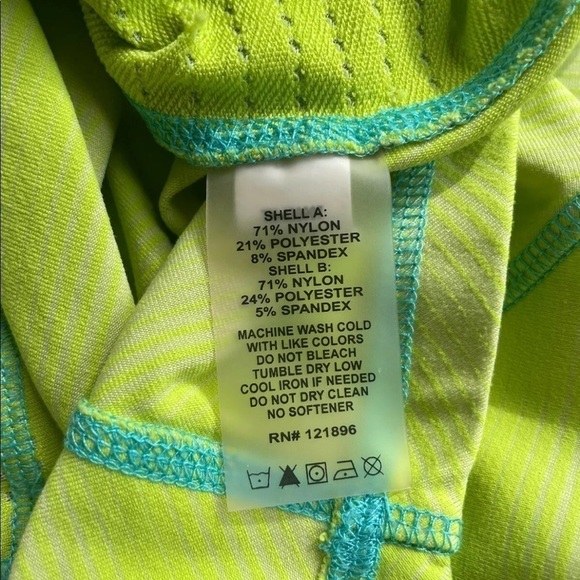 SHELL A:
71% NYLON
21% POLYESTER
8% SPANDEX
SHELL B:
71% NYLON
24% POLYESTER
5% SPANDEX
MACHINE WASH COLD
WITH LIKE COLORS
DO NOT BLEACH
TUMBLE DRY LOW
COOL IRON IF NEEDED
DO NOT DRY CLEAN
NO SOFTENER
RN# 121896